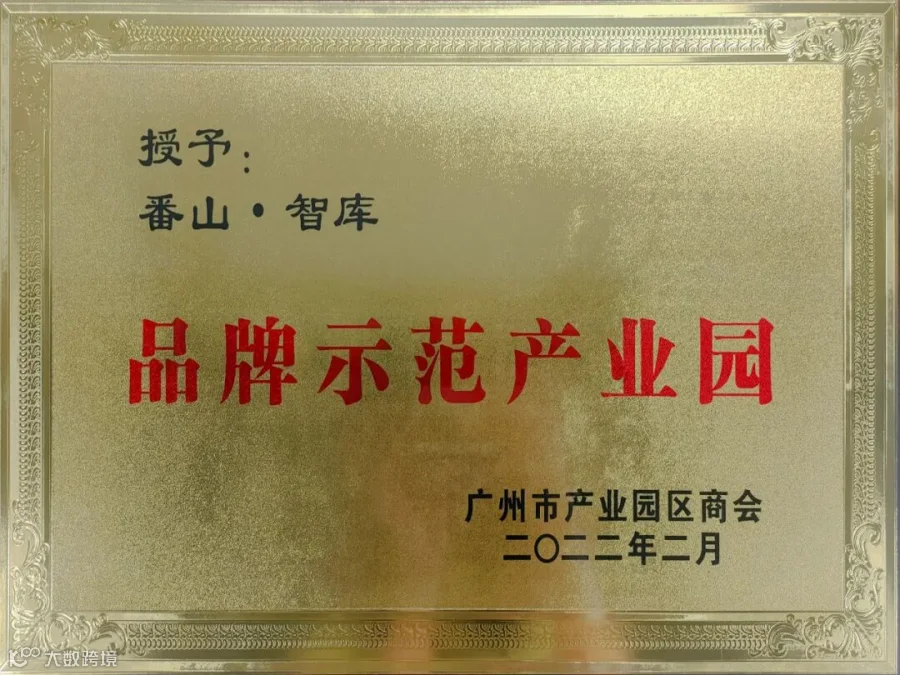 授予：
番山·智库
品牌示范产业园
广州市产业园区商会
二〇二二年二月
大数跨境